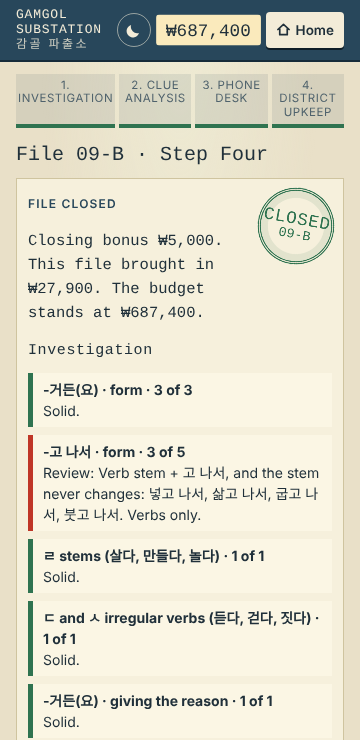 GAMGOL
SUBSTATION
감골 파출소
₩687,400
Home
1.
INVESTIGATION
2. CLUE
ANALYSIS
3. PHONE
DESK
4.
DISTRICT
UPKEEP
File 09-B · Step Four
FILE CLOSED
CLOSED
09-B
Closing bonus ₩5,000.
This file brought in
₩27,900. The budget
stands at ₩687,400.
Investigation
-거든(요) · form · 3 of 3
Solid.
-고 나서 · form · 3 of 5
Review: Verb stem + 고 나서, and the stem
never changes: 넣고 나서, 삶고 나서, 굽고 나
서, 붓고 나서. Verbs only.
ㄹ stems (살다, 만들다, 놀다) · 1 of 1
Solid.
ㄷ and ㅅ irregular verbs (듣다, 걷다, 짓다) ·
1 of 1
Solid.
-거든(요) · giving the reason · 1 of 1
Solid.